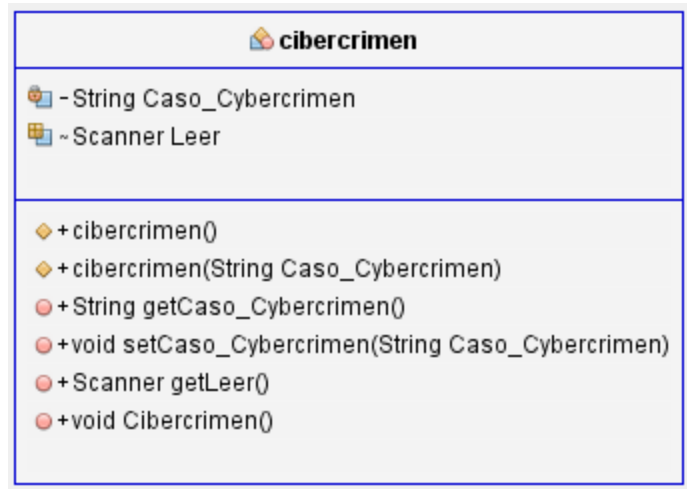 cibercrimen
-String Caso_Cybercrimen
~Scanner Leer
+cibercrimen()
+cibercrimen(String Caso_Cybercrimen)
+String getCaso_Cybercrimen()
+void setCaso_Cybercrimen(String Caso_Cybercrimen)
+Scanner getLeer()
+void Cibercrimen()